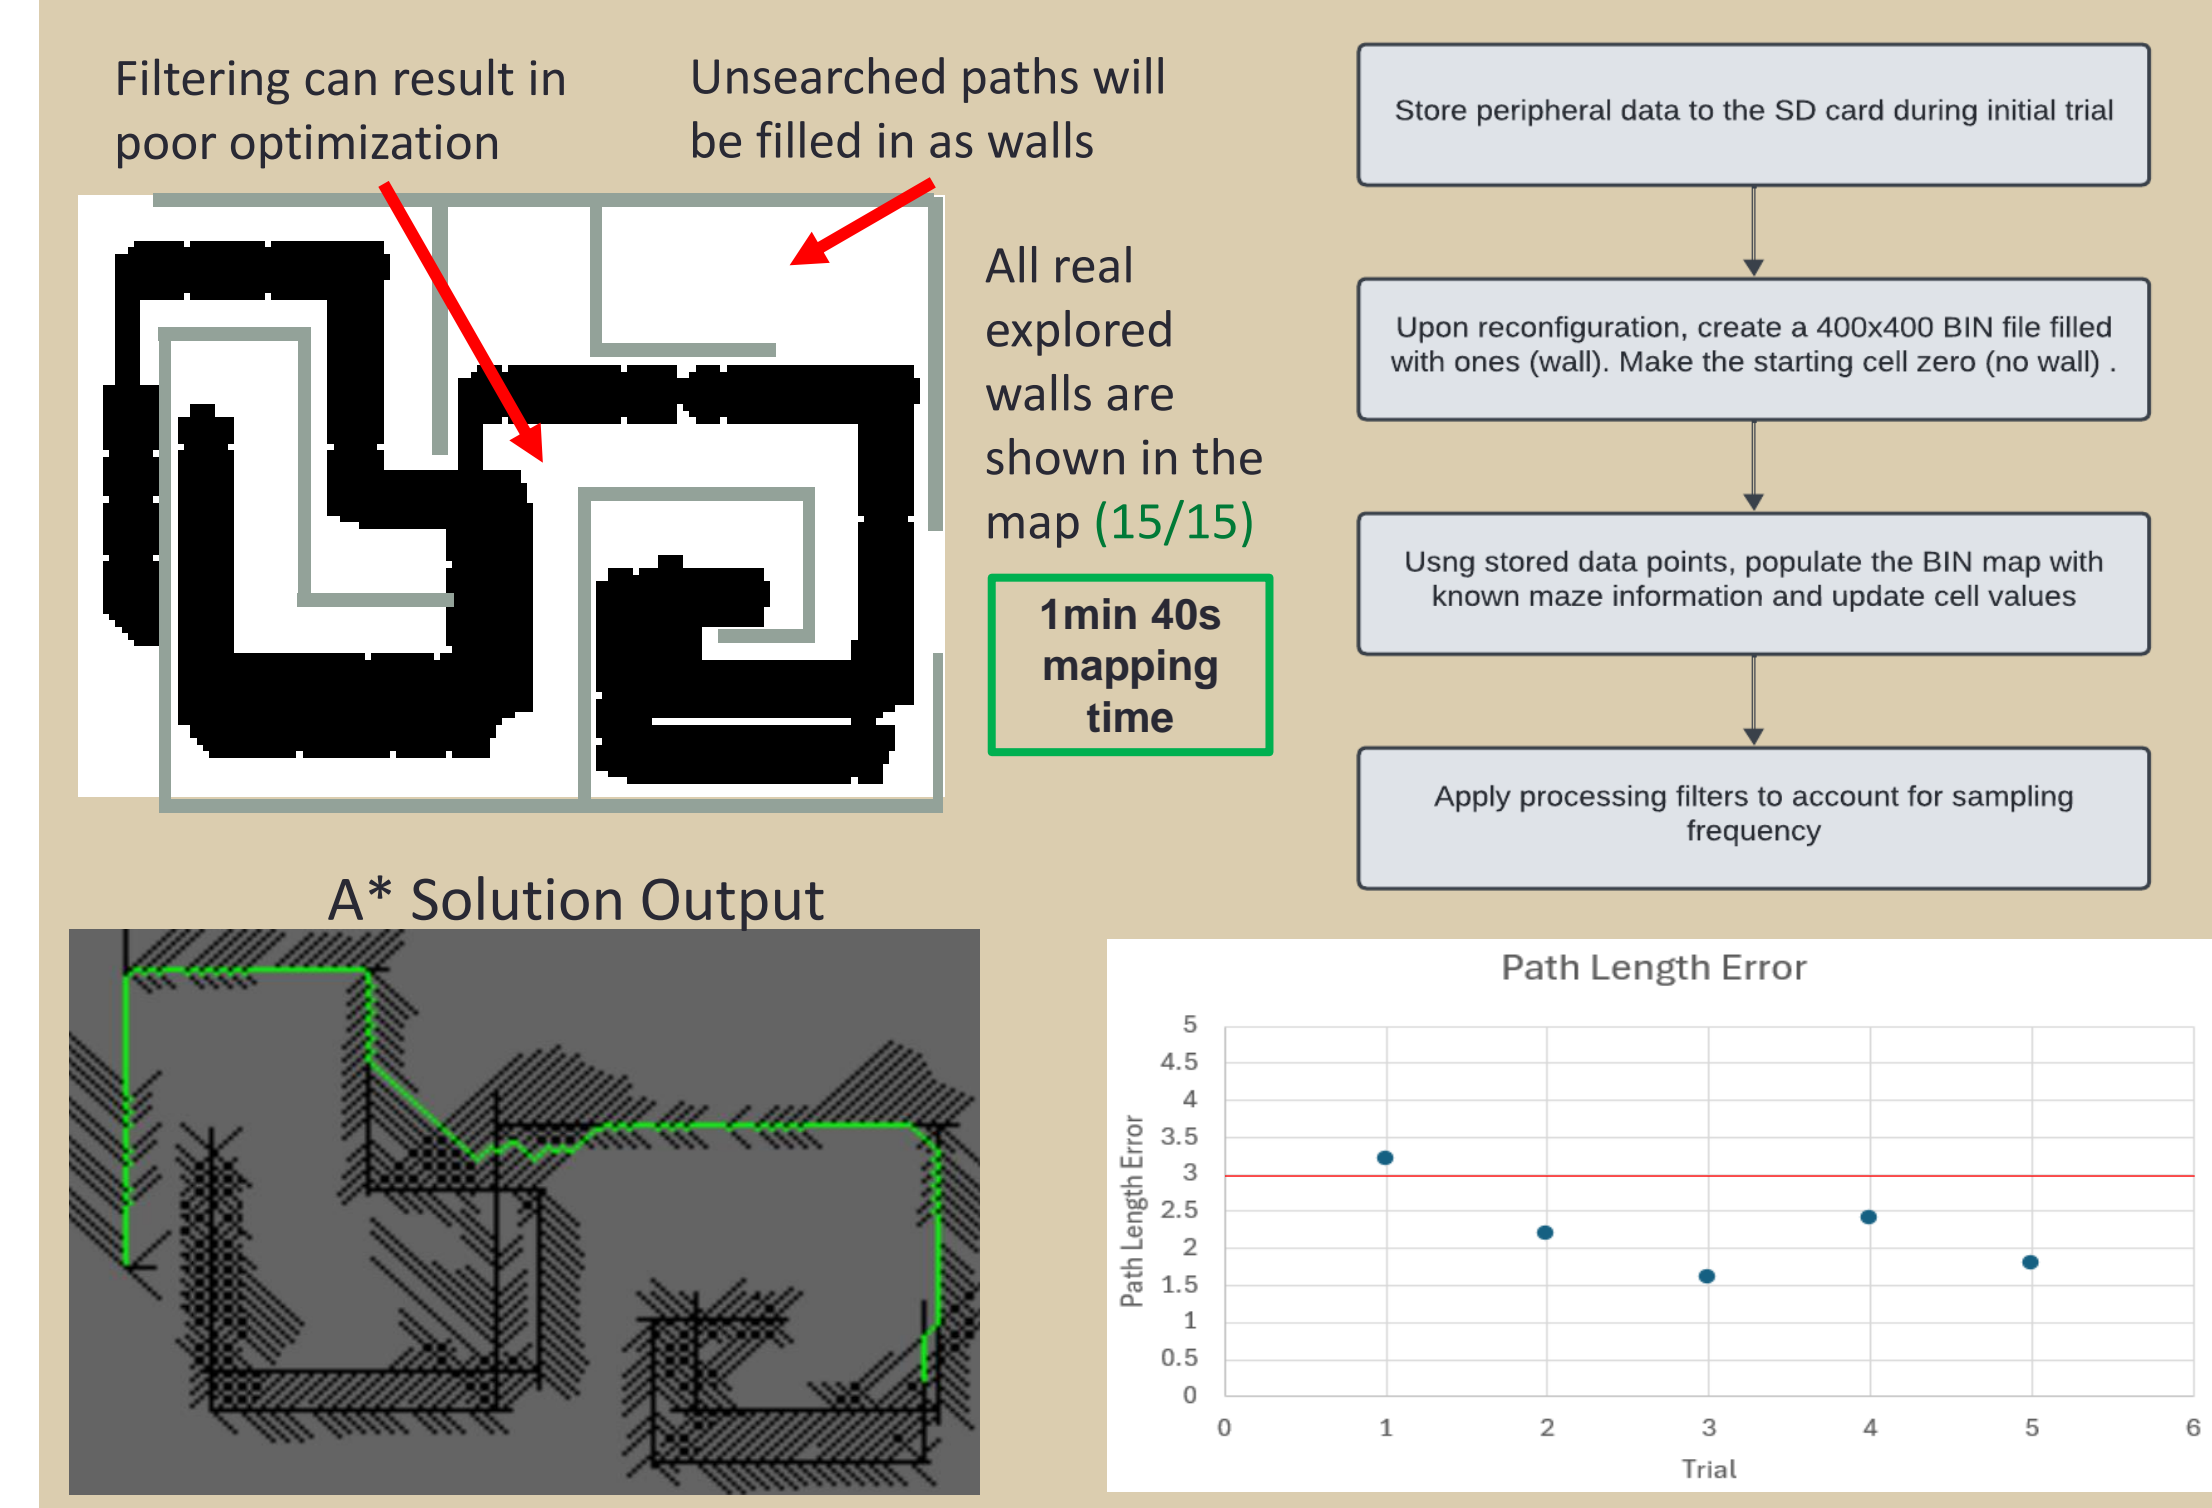 Filtering can result in
poor optimization
Unsearched paths will
be filled in as walls
All real
explored
walls are
shown in the
map (15/15)
1min 40s
mapping
time
Store peripheral data to the SD card during initial trial
Upon reconfiguration, create a 400x400 BIN file filled
with ones (wall). Make the starting cell zero (no wall) .
Usng stored data points, populate the BIN map with
known maze information and update cell values
Apply processing filters to account for sampling
frequency
A* Solution Output
Path Length Error
Path Length Error
5
4.5
4
3.5
3
2.5
2
1.5
1
0.5
0
0 1 2 3 4 5 6
Trial